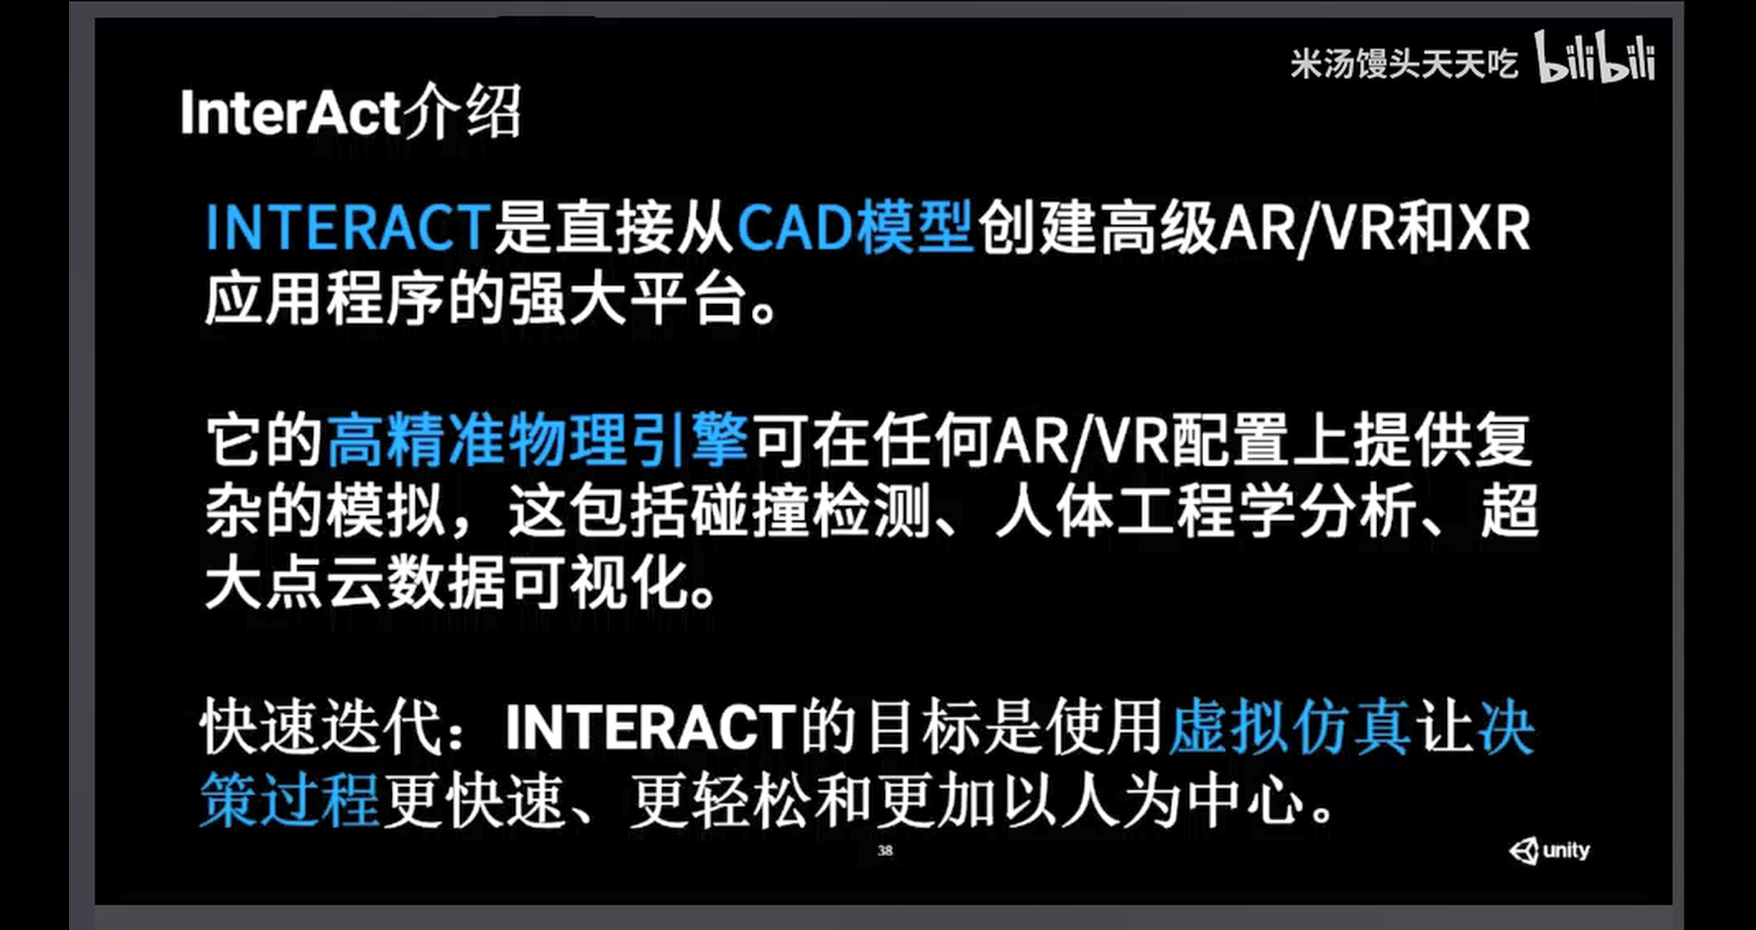 米汤馒头天天吃 bilibili
InterAct介绍
INTERACT是直接从CAD模型创建高级AR/VR和XR
应用程序的强大平台。
它的高精准物理引擎可在任何AR/VR配置上提供复
杂的模拟，这包括碰撞检测、人体工程学分析、超
大点云数据可视化。
快速迭代：INTERACT的目标是使用虚拟仿真让决
策过程更快速、更轻松和更加以人为中心。
38
unity